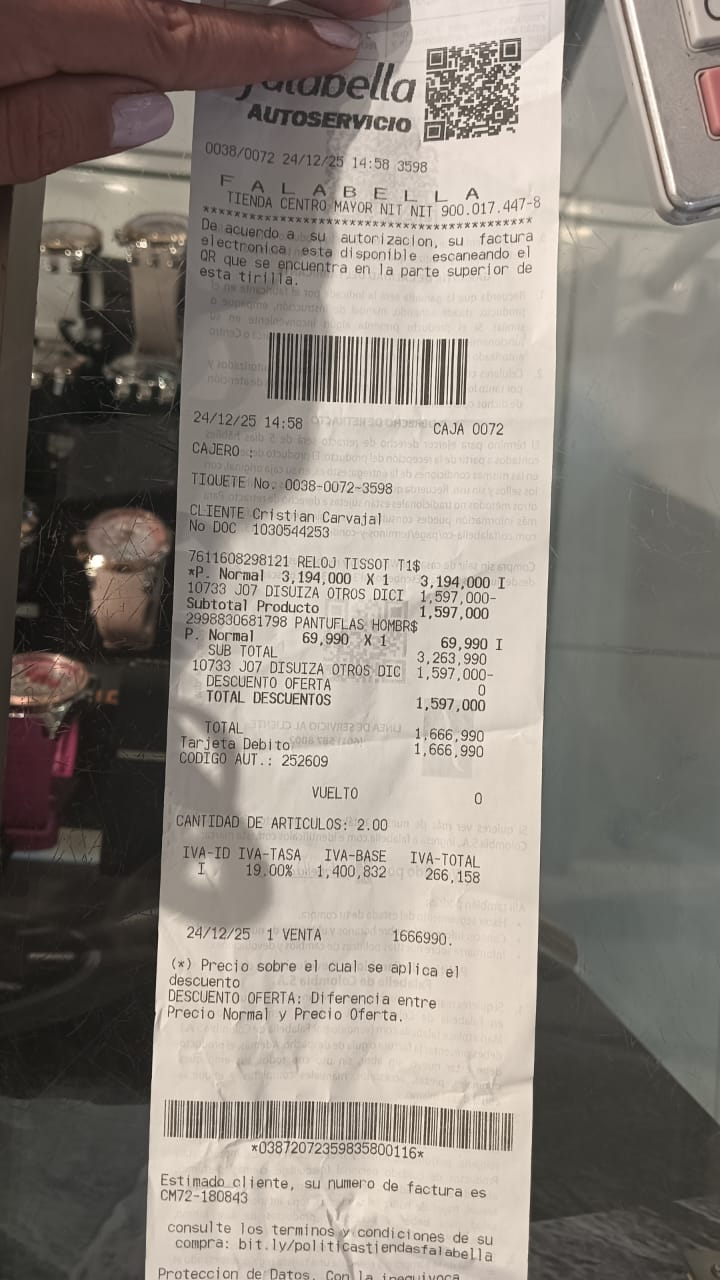 falabella
AUTOSERVICIO
0038/0072 24/12/25 14:58 3598
F A L A B E L L A
TIENDA CENTRO MAYOR NIT NIT 900.017.447-8
De acuerdo a su autorizacion, su factura
electronica esta disponible escaneando el
QR que se encuentra en la parte superior de
esta tirilla.
24/12/25 14:58 CAJA 0072
CAJERO :
TIQUETE No. 0038-0072-3598
CLIENTE Cristian Carvajal
No DOC 1030544253
7611608298121 RELOJ TISSOT T1$
*P. Normal 3,194,000 X 1 3,194,000 I
10733 J07 DISUIZA OTROS DICI 1,597,000-
Subtotal Producto 1,597,000
2998830681798 PANTUFLAS HOMBR$
P. Normal 69,990 X 1 69,990 I
SUB TOTAL 3,263,990
10733 J07 DISUIZA OTROS DIC 1,597,000-
DESCUENTO OFERTA 0
TOTAL DESCUENTOS 1,597,000
TOTAL 1,666,990
Tarjeta Debito 1,666,990
CODIGO AUT.: 252609
VUELTO 0
CANTIDAD DE ARTICULOS: 2.00
IVA-ID IVA-TASA IVA-BASE IVA-TOTAL
I 19.00% 1,400,832 266,158
24/12/25 1 VENTA 1666990.
(*) Precio sobre el cual se aplica el
descuento
DESCUENTO OFERTA: Diferencia entre
Precio Normal y Precio Oferta.
*03872072359835800116*
Estimado cliente, su numero de factura es
CM72-180843
consulte los terminos y condiciones de su
compra: bit.ly/politicastiendasfalabella
Proteccion de Datos. Con la inequivoca